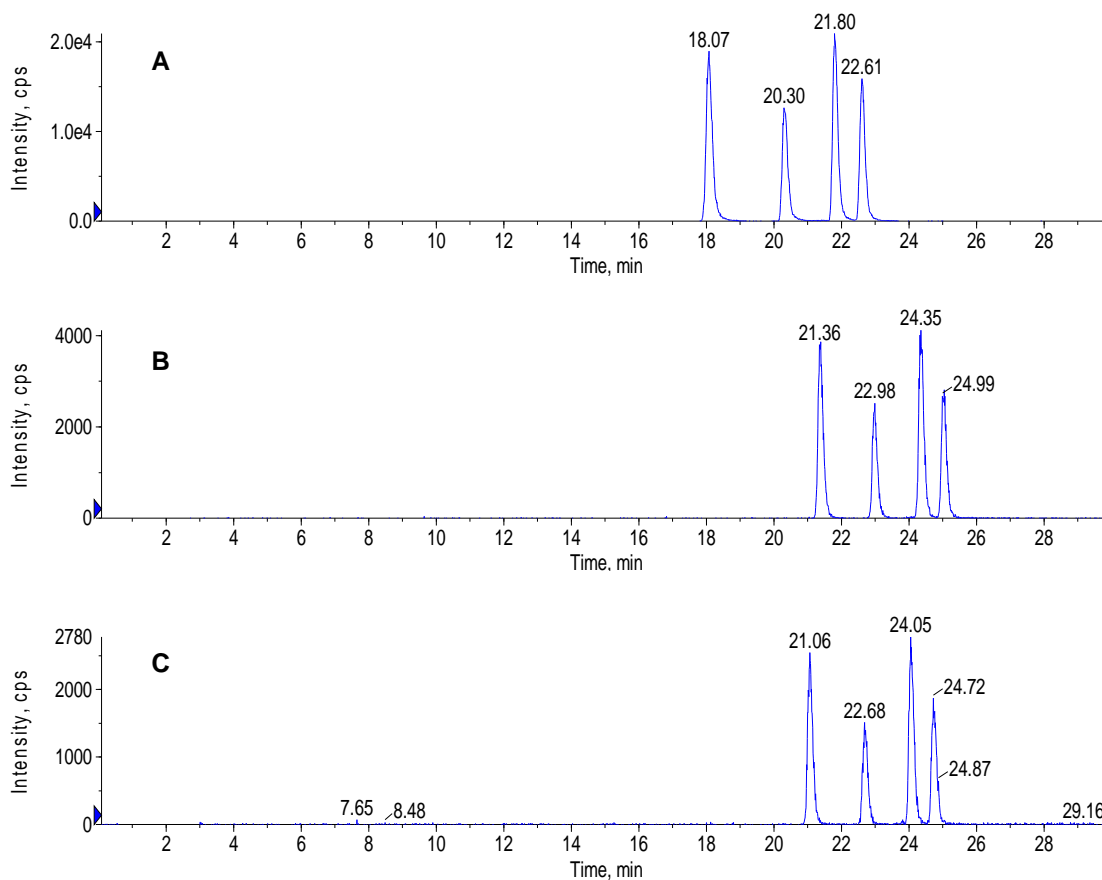 A
Intensity, cps
2.0e4
1.0e4
0.0
18.07
20.30
21.80
22.61
2 4 6 8 10 12 14 16 18 20 22 24 26 28
Time, min
B
Intensity, cps
4000
2000
0
21.36
22.98
24.35
24.99
2 4 6 8 10 12 14 16 18 20 22 24 26 28
Time, min
C
Intensity, cps
2780
2000
1000
0
7.65
8.48
21.06
22.68
24.05
24.72
24.87
29.16
2 4 6 8 10 12 14 16 18 20 22 24 26 28
Time, min